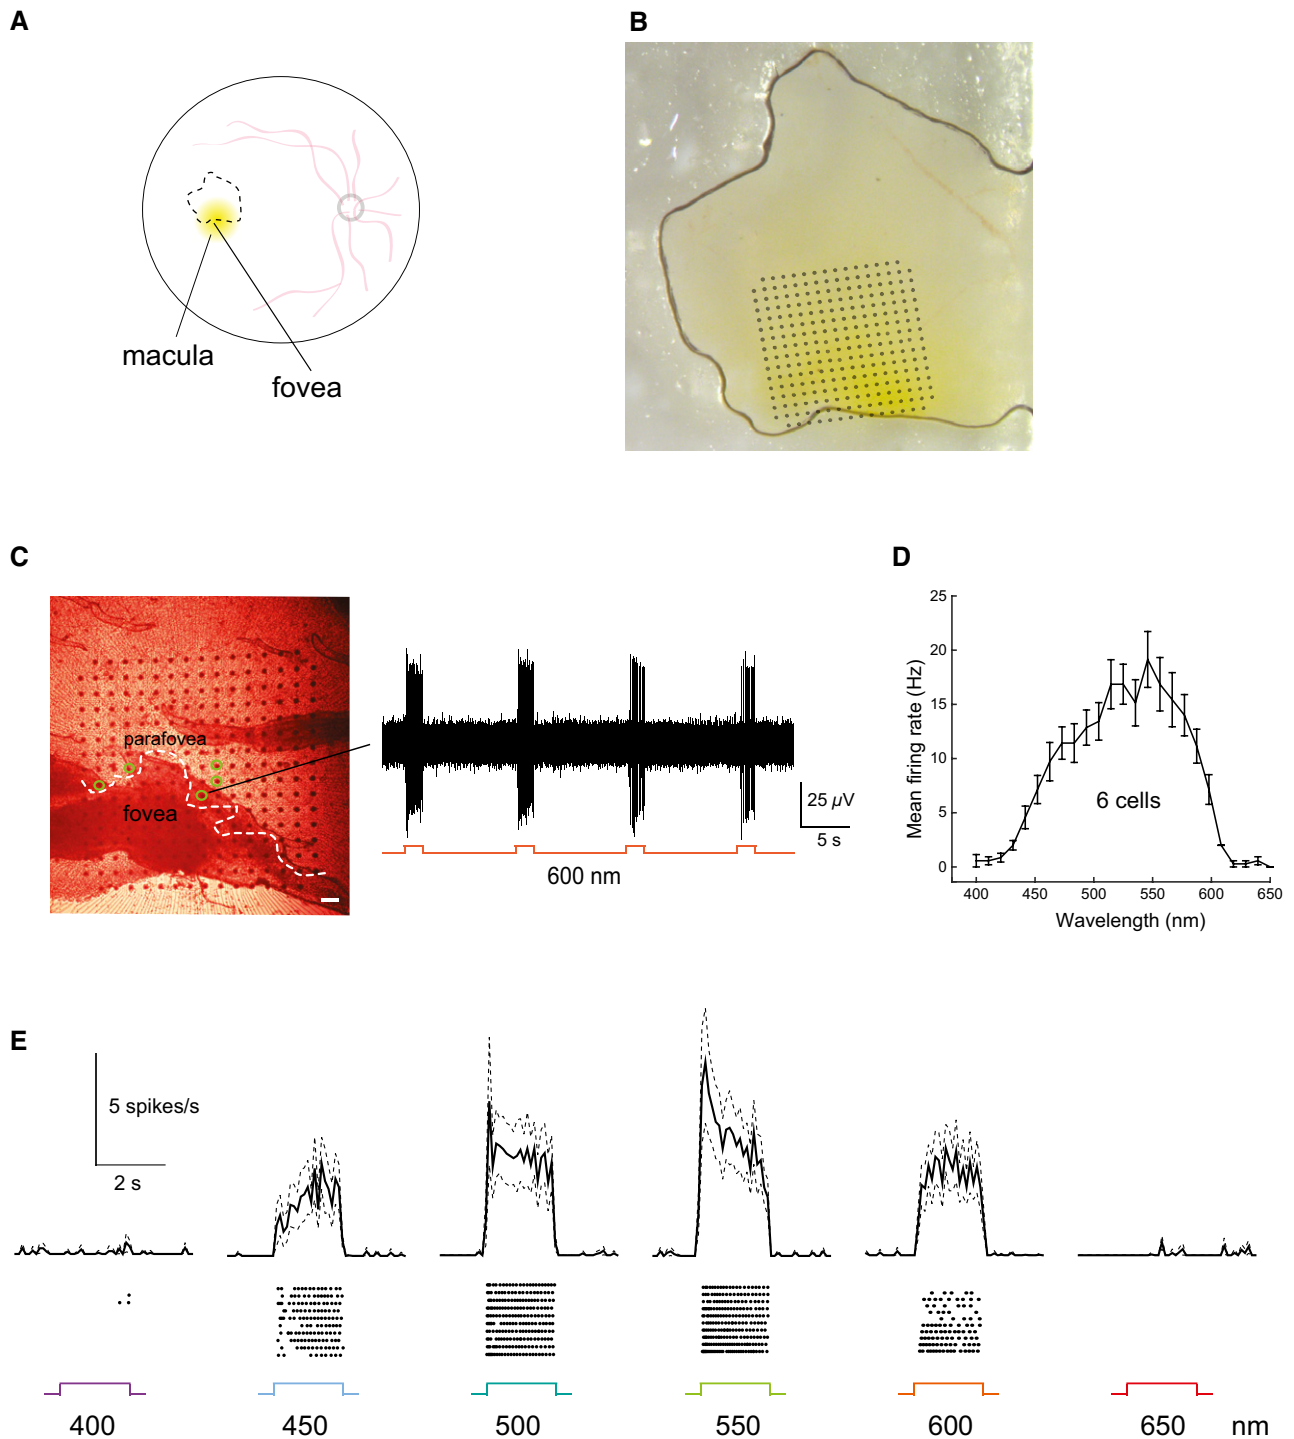 A
macula
fovea
B
C
parafovea
fovea
25 µV
5 s
600 nm
D
Mean firing rate (Hz)
25
20
15
10
5
0
6 cells
400 450 500 550 600 650
Wavelength (nm)
E
5 spikes/s
2 s
400 450 500 550 600 650 nm